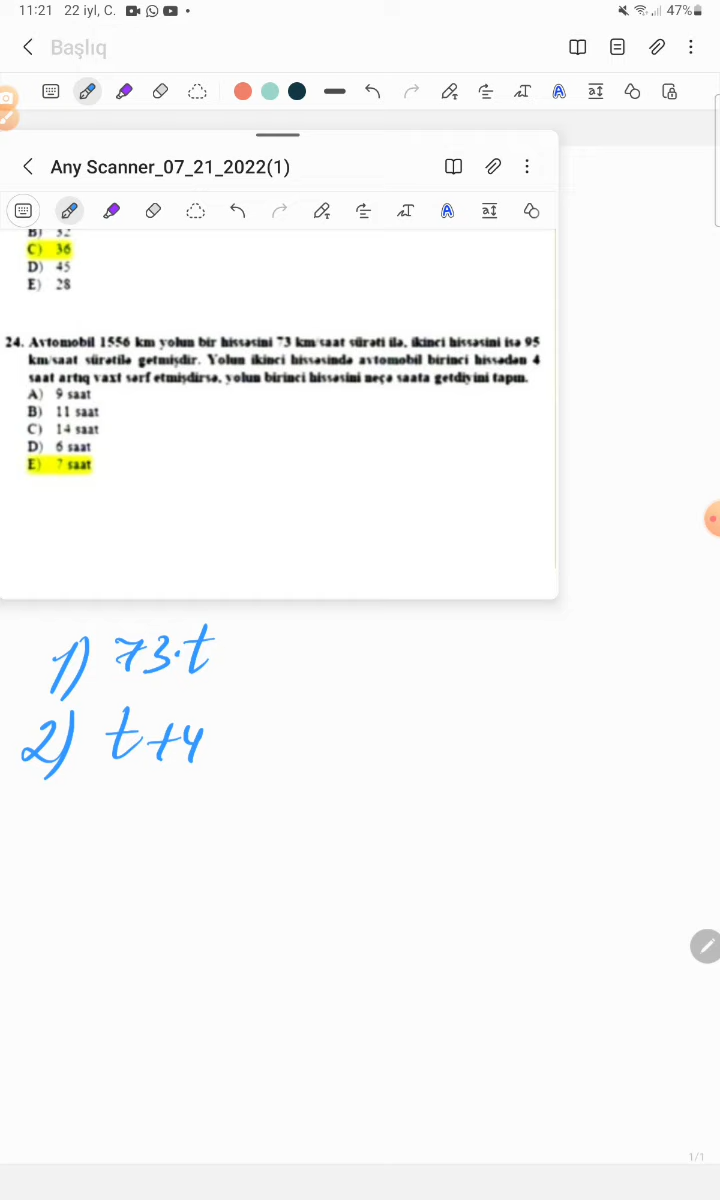 11:21 22 iyl, C. 47%
Başlıq
Any Scanner_07_21_2022(1)
B) 32
C) 36
D) 45
E) 28
24. Avtomobil 1556 km yolun bir hissəsini 73 km/saat sürəti ilə, ikinci hissəsini isə 95
km/saat sürətilə getmişdir. Yolun ikinci hissəsində avtomobil birinci hissədən 4
saat artıq vaxt sərf etmişdirsə, yolun birinci hissəsini neçə saata getdiyini tapın.
A) 9 saat
B) 11 saat
C) 14 saat
D) 6 saat
E) 7 saat
1) 73·t
2) t+4
1/1